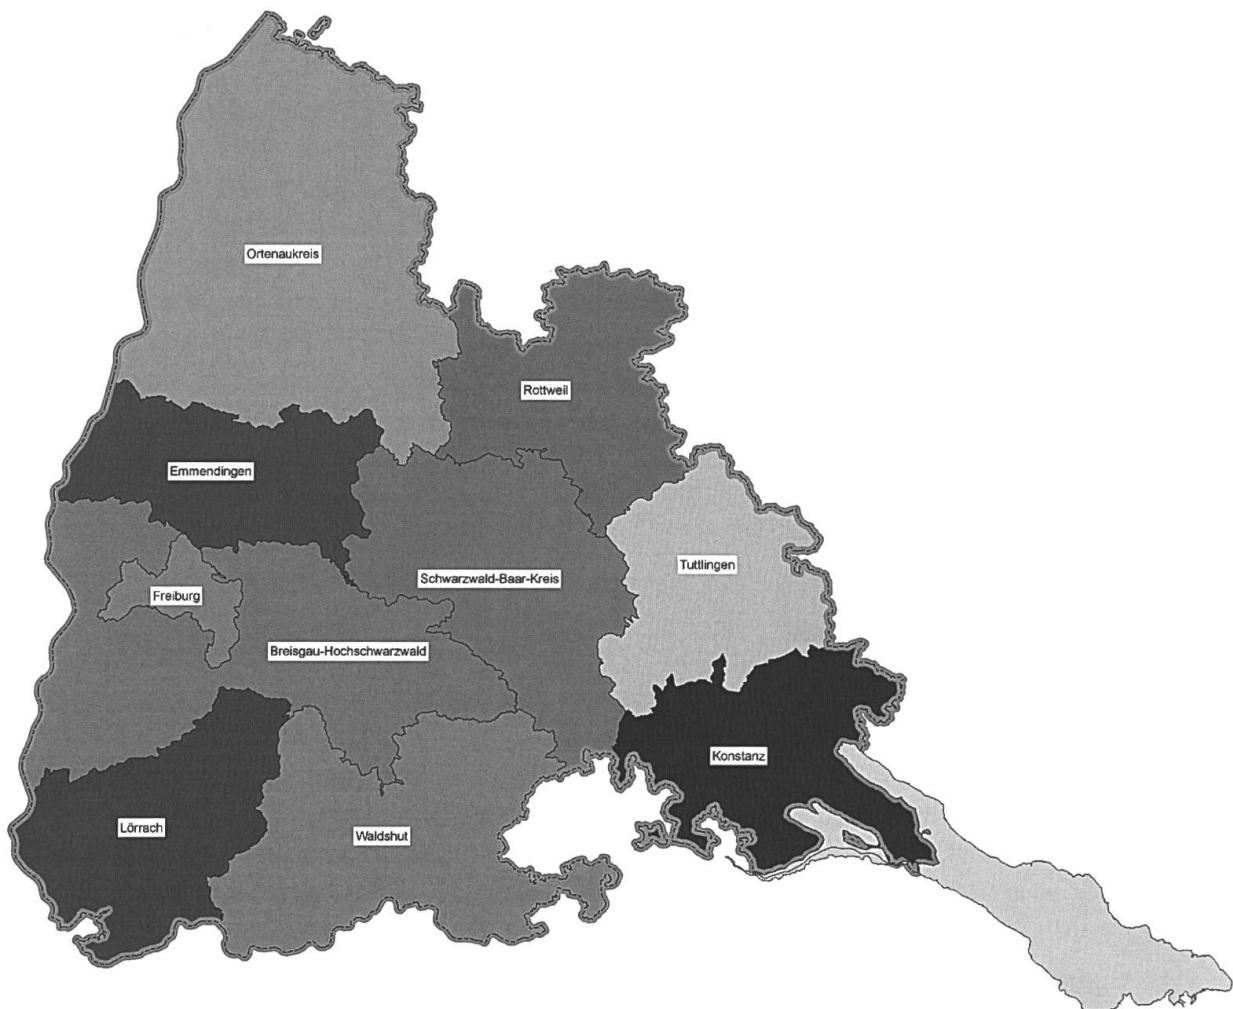 Ortenaukreis
Rottweil
Emmendingen
Tuttlingen
Schwarzwald-Baar-Kreis
Freiburg
Breisgau-Hochschwarzwald
Konstanz
Lörrach
Waldshut